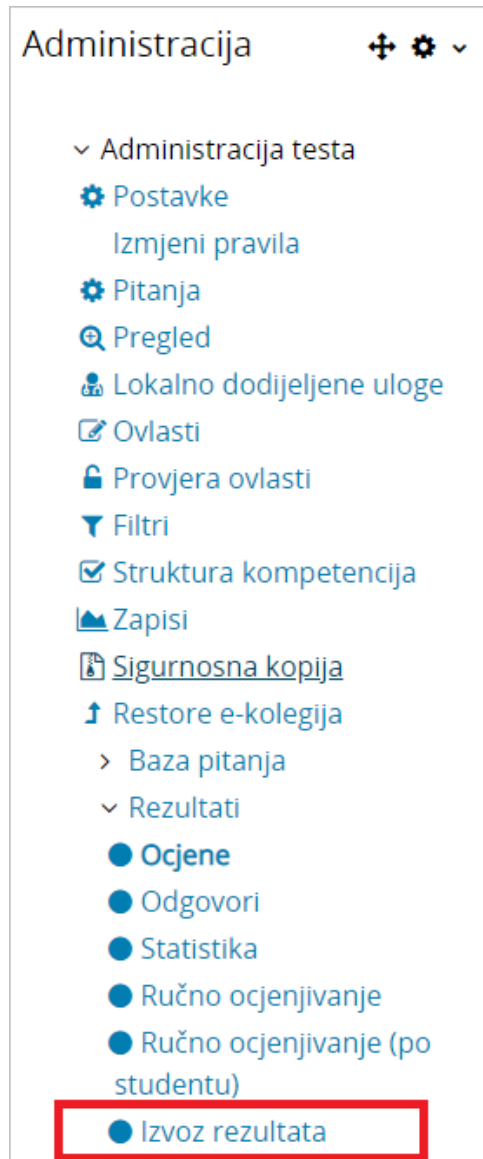 Administracija
Administracija testa
Postavke
Izmjeni pravila
Pitanja
Pregled
Lokalno dodijeljene uloge
Ovlasti
Provjera ovlasti
Filtri
Struktura kompetencija
Zapisi
Sigurnosna kopija
Restore e-kolegija
Baza pitanja
Rezultati
Ocjene
Odgovori
Statistika
Ručno ocjenjivanje
Ručno ocjenjivanje (po
studentu)
Izvoz rezultata